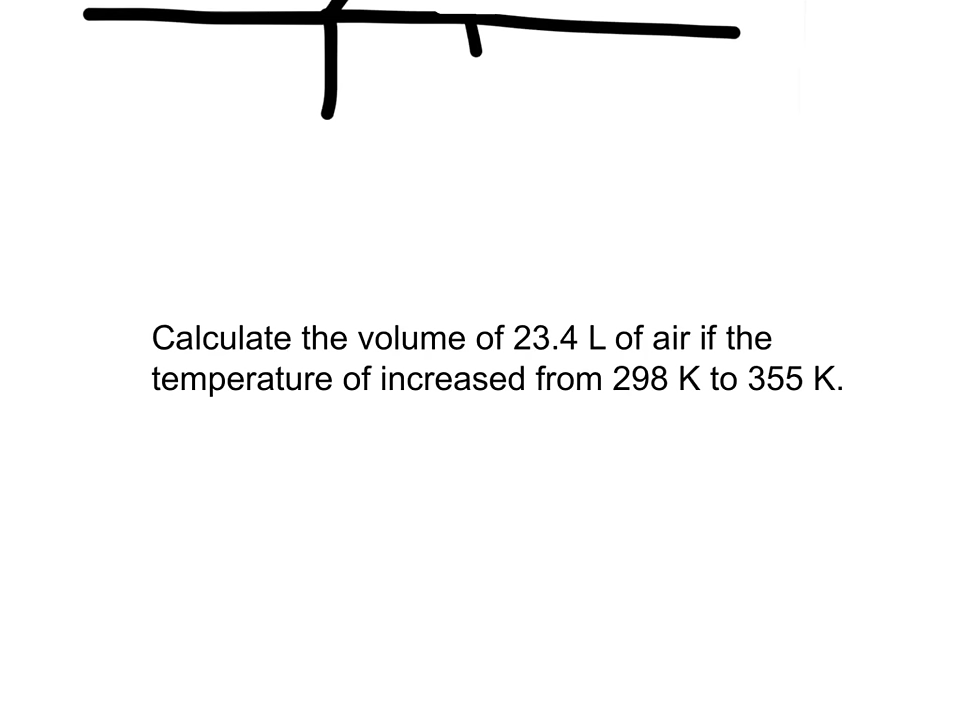 Calculate the volume of 23.4 L of air if the
temperature of increased from 298 K to 355 K.